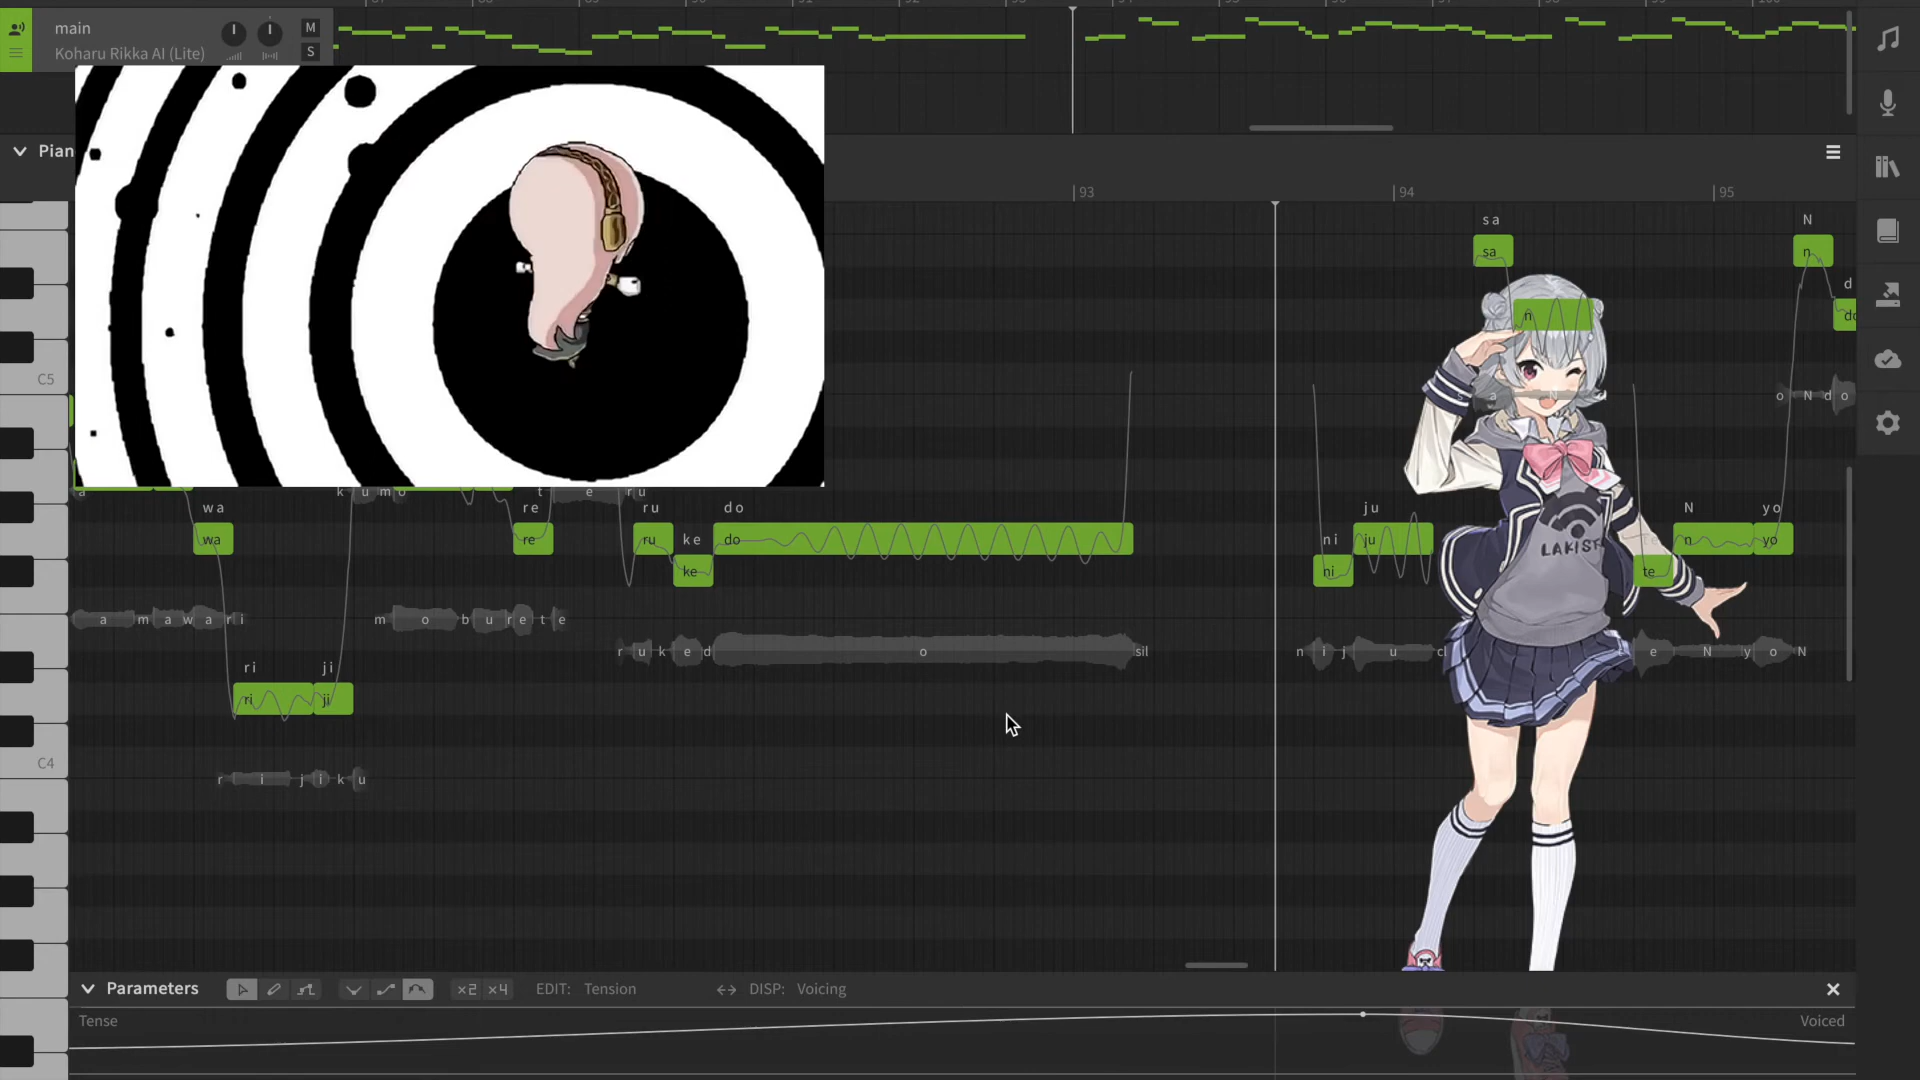 main
M
Koharu Rikka AI (Lite)
S
Pian
93
94
95
sa
N
sa
n
d
n
do
C5
s a N
o N d o
a
k u m o
t e r u
wa
re
ru
do
ju
N
yo
wa
re
ru
ke
do
ni
ju
n
yo
ke
ni
te
a m a w a r i
m o b u r e t e
r u k e d o sil
n i j u cl
t e N y o N
LAKIST
ri
ji
ri
ji
C4
r i j i k u
Parameters
×2 ×4
EDIT: Tension
DISP: Voicing
Tense
Voiced